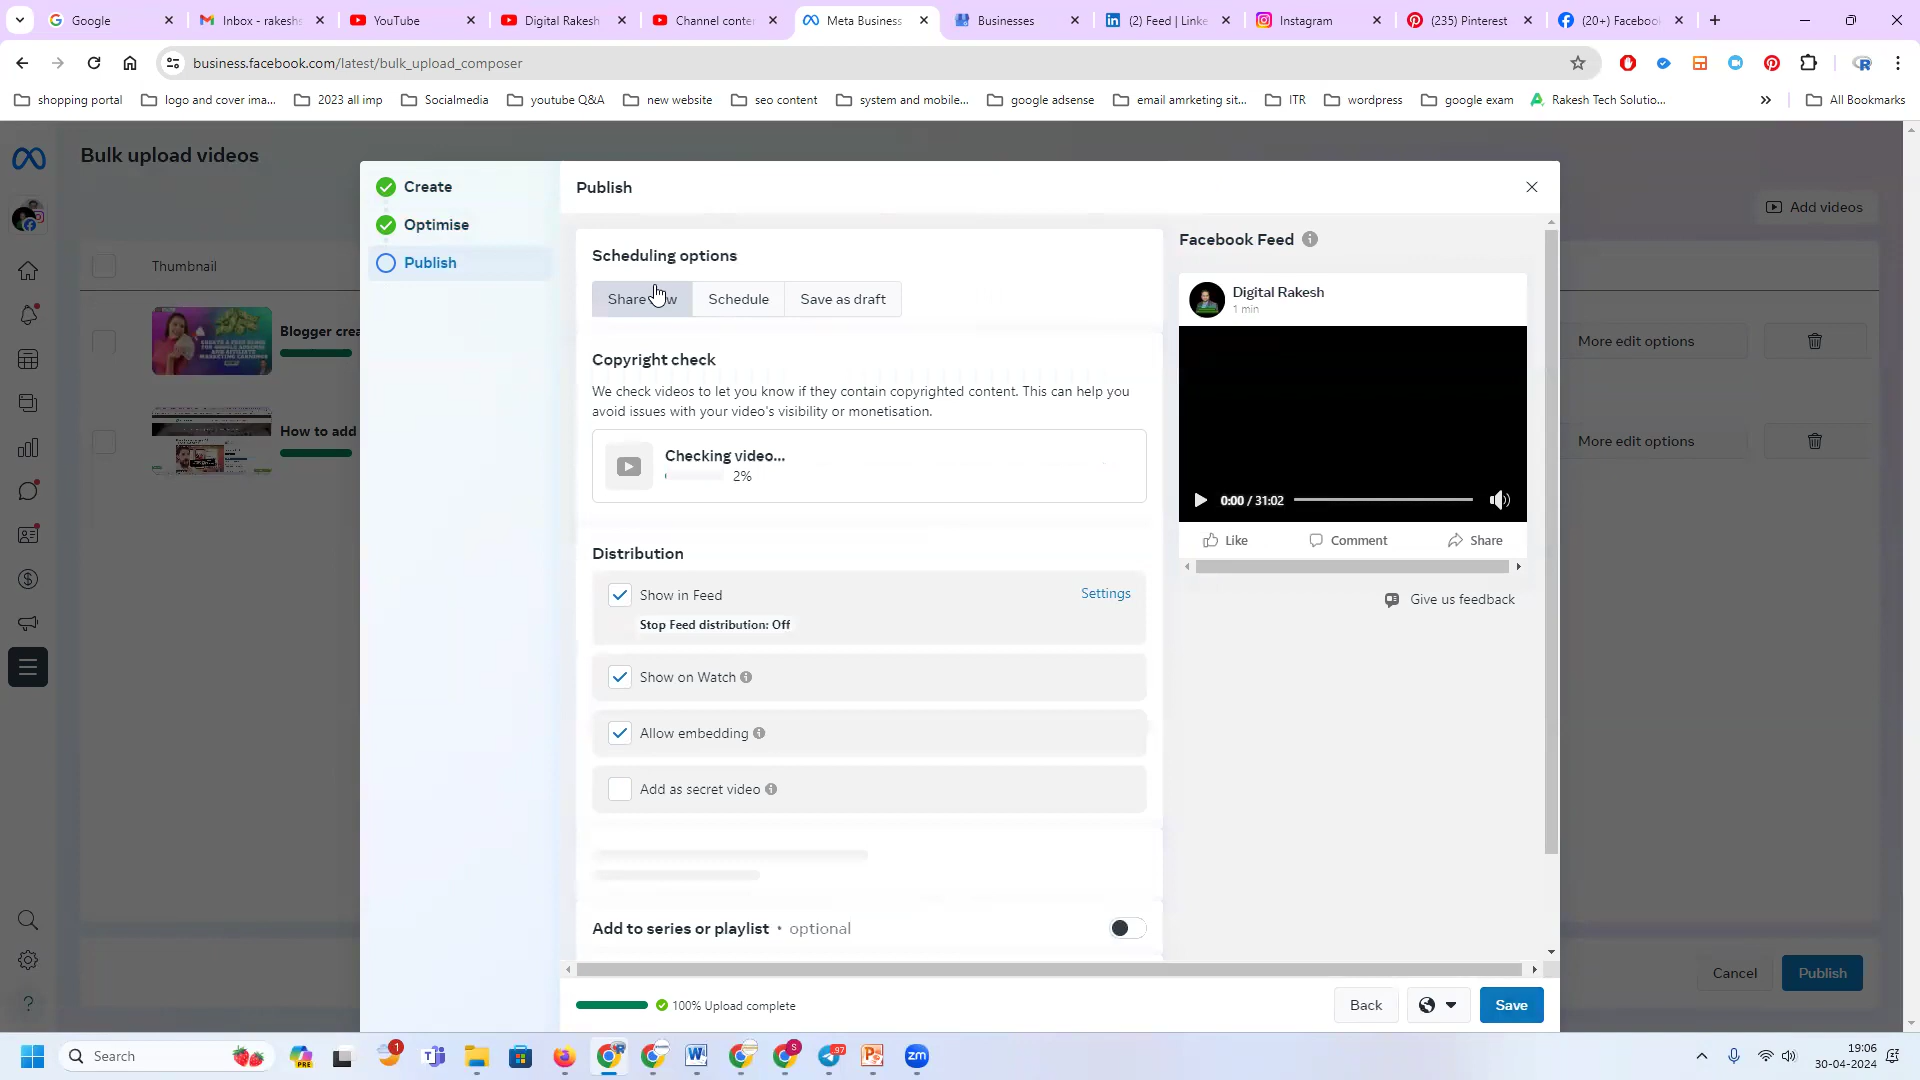 Google
Inbox - rakeshs
YouTube
Digital Rakesh
Channel conter
Meta Business
Businesses
(2) Feed | Linke
Instagram
(235) Pinterest
(20+) Facebook
business.facebook.com/latest/bulk_upload_composer
shopping portal
logo and cover ima...
2023 all imp
Socialmedia
youtube Q&A
new website
seo content
system and mobile...
google adsense
email amrketing sit...
ITR
wordpress
google exam
Rakesh Tech Solutio...
All Bookmarks
Bulk upload videos
Add videos
Thumbnail
Blogger crea
How to add
More edit options
More edit options
Cancel
Publish
Create
Optimise
Publish
Publish
Scheduling options
Schedule
Save as draft
Copyright check
We check videos to let you know if they contain copyrighted content. This can help you
avoid issues with your video's visibility or monetisation.
Checking video...
2%
Distribution
Show in Feed
Settings
Stop Feed distribution: Off
Show on Watch
Allow embedding
Add as secret video
Add to series or playlist • optional
Facebook Feed
Digital Rakesh
1 min
0:00 / 31:02
Like
Comment
Share
Give us feedback
100% Upload complete
Back
Save
Search
PRE
1
S
97
zm
19:06
30-04-2024